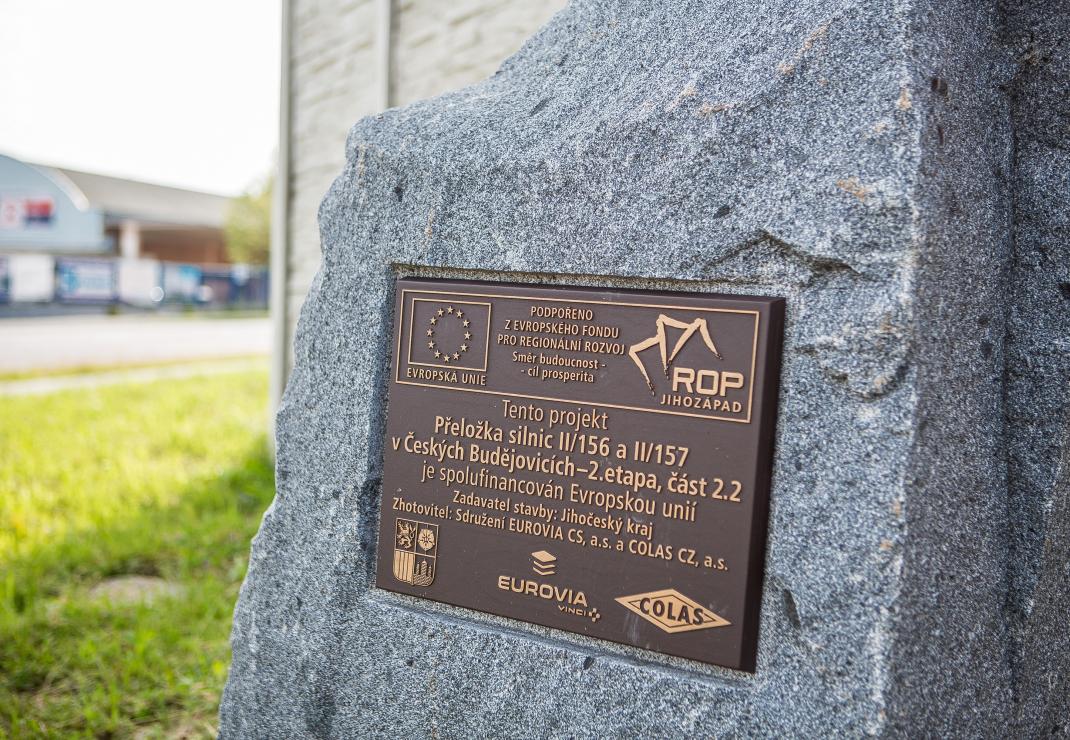 EVROPSKÁ UNIE
PODPOŘENO
Z EVROPSKÉHO FONDU
PRO REGIONÁLNÍ ROZVOJ
Směr budoucnost -
- cíl prosperita
ROP
JIHOZÁPAD
Tento projekt
Přeložka silnic II/156 a II/157
v Českých Budějovicích–2.etapa, část 2.2
je spolufinancován Evropskou unií
Zadavatel stavby: Jihočeský kraj
Zhotovitel: Sdružení EUROVIA CS, a.s. a COLAS CZ, a.s.
EUROVIA
VINCI
COLAS